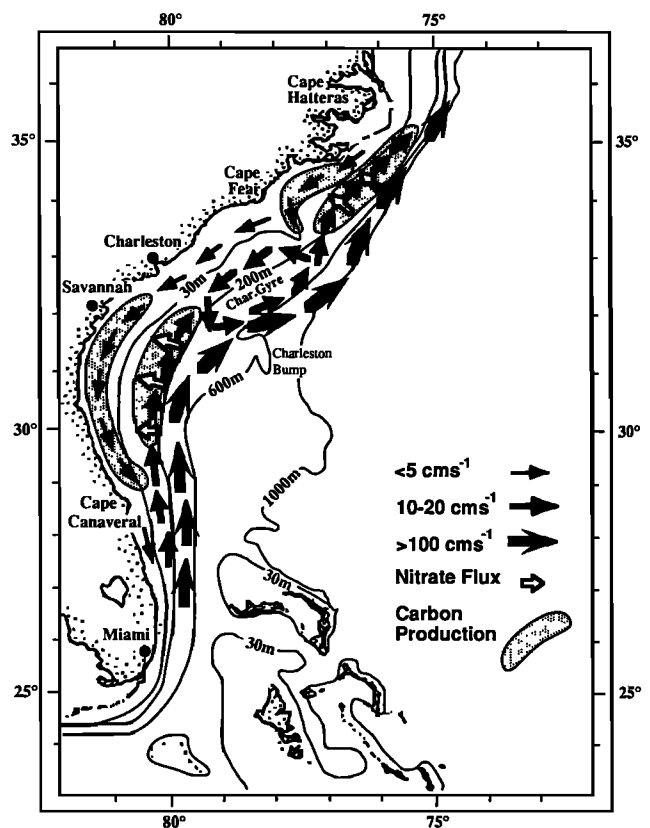 80°
75°
Cape
Hatteras
35°
35°
Cape
Fear
Charleston
30m
200m
Char.Gyre
Savannah
Charleston
Bump
600m
30°
30°
<5 cms-1
1000m
10-20 cms-1
Cape
Canaveral
>100 cms-1
Nitrate Flux
30m
Carbon
Production
Miami
30m
25°
25°
80°
75°